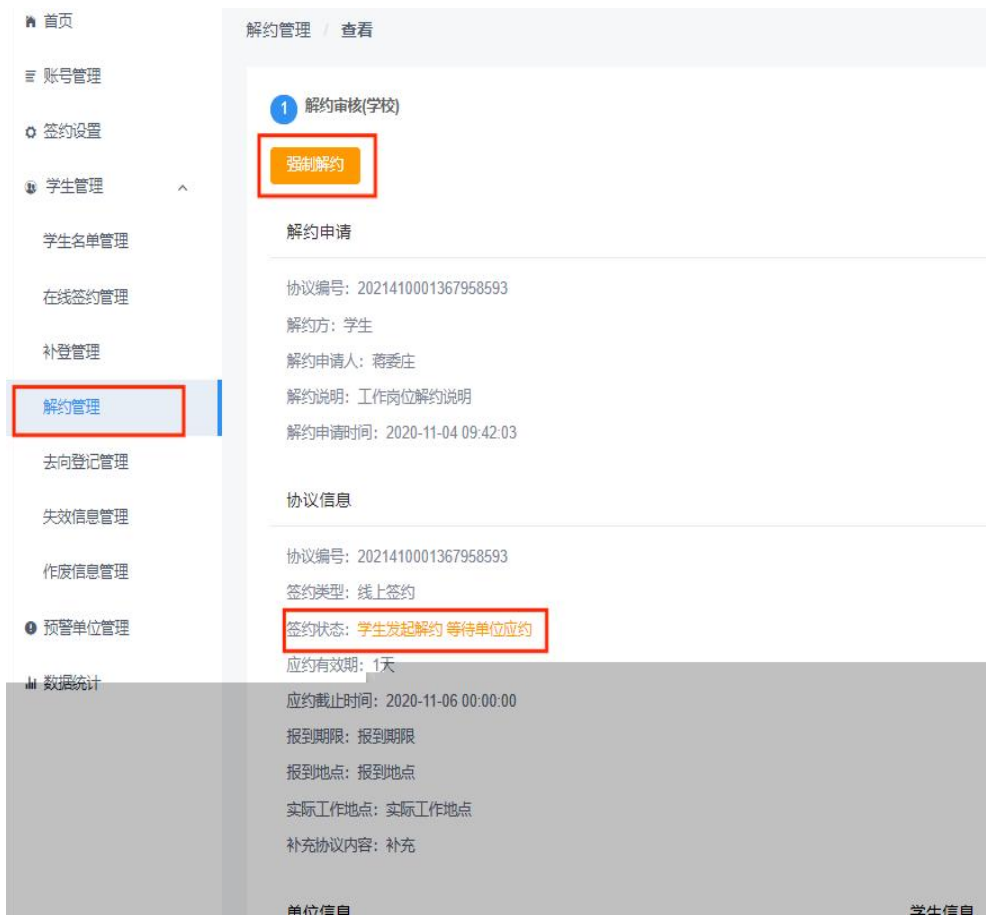 首页
账号管理
签约设置
学生管理
学生名单管理
在线签约管理
补登管理
解约管理
去向登记管理
失效信息管理
作废信息管理
预警单位管理
数据统计
解约管理 / 查看
1 解约审核(学校)
强制解约
解约申请
协议编号：2021410001367958593
解约方：学生
解约申请人：蒋委庄
解约说明：工作岗位解约说明
解约申请时间：2020-11-04 09:42:03
协议信息
协议编号：2021410001367958593
签约类型：线上签约
签约状态：学生发起解约 等待单位应约
应约有效期：1天
应约截止时间：2020-11-06 00:00:00
报到期限：报到期限
报到地点：报到地点
实际工作地点：实际工作地点
补充协议内容：补充
单位信息 学生信息